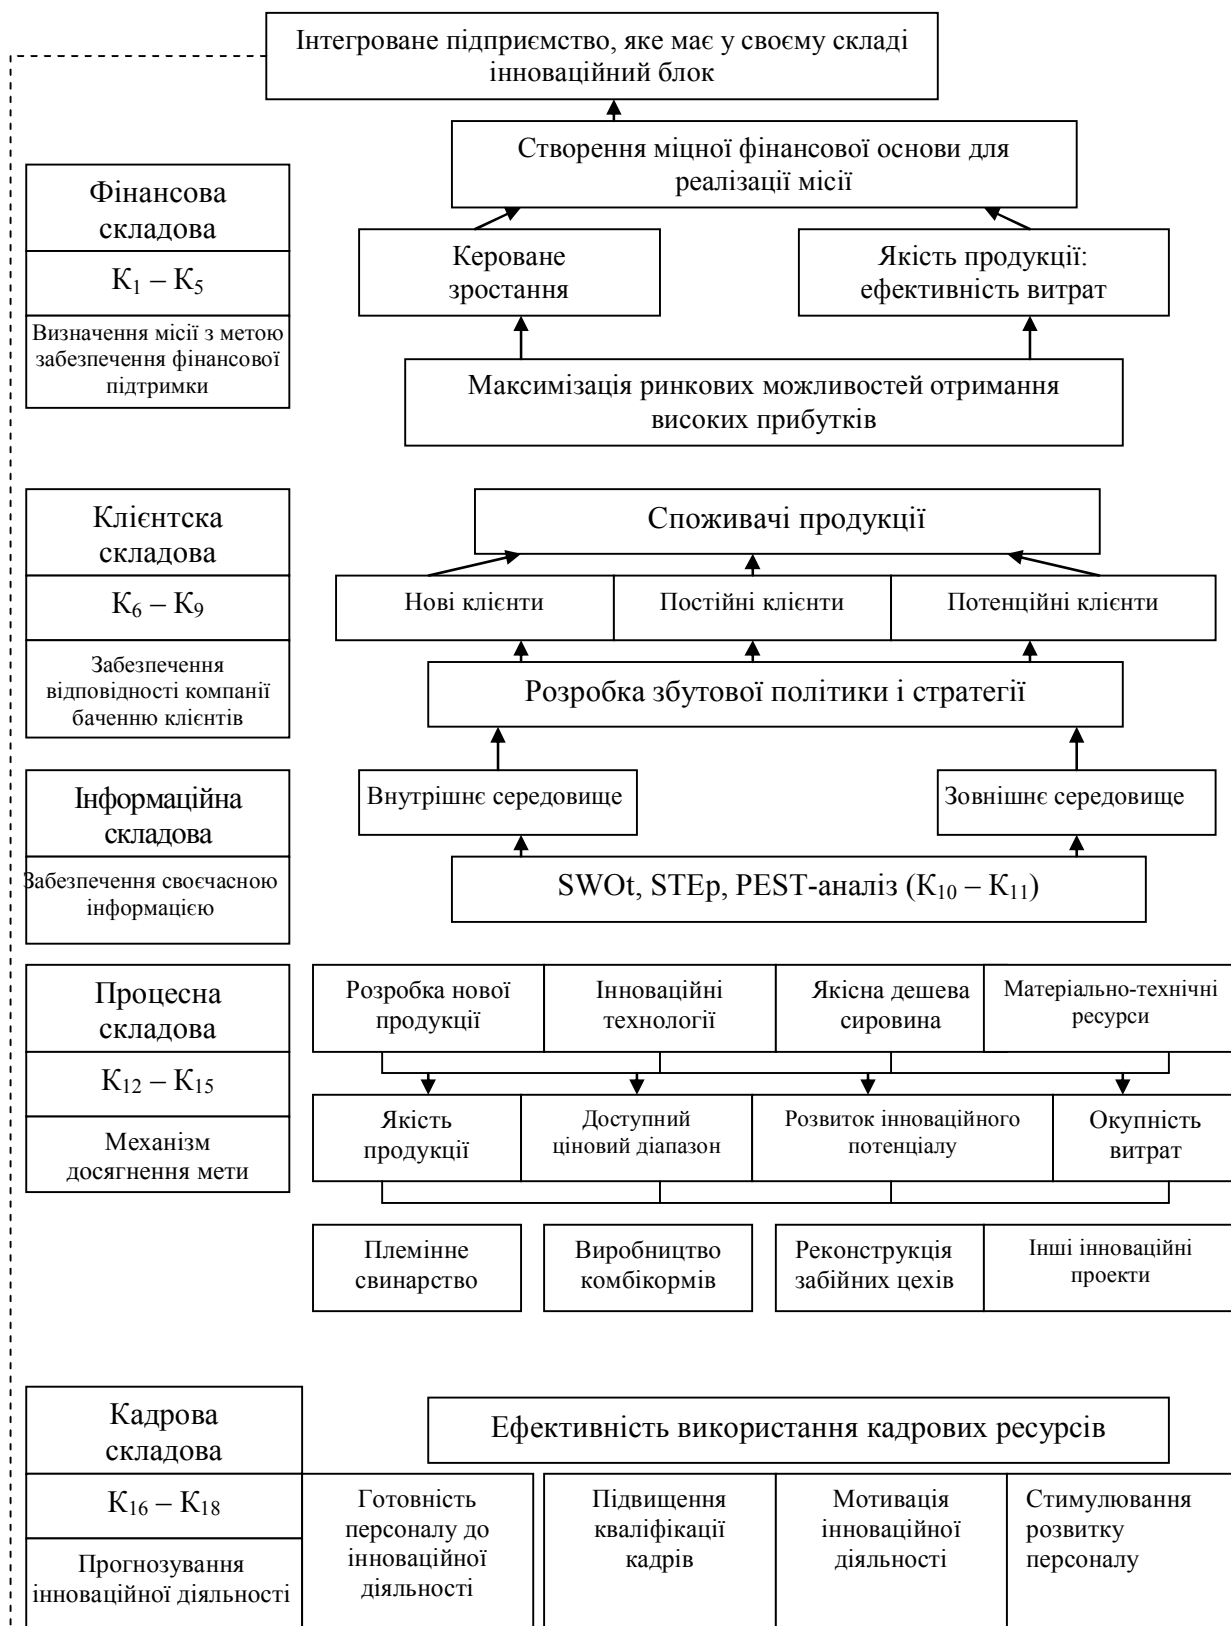 Інтегроване підприємство, яке має у своєму складі
інноваційний блок
Створення міцної фінансової основи для
реалізації місії
Фінансова
складова
К₁ – К₅
Визначення місії з метою
забезпечення фінансової
підтримки
Кероване
зростання
Якість продукції:
ефективність витрат
Максимізація ринкових можливостей отримання
високих прибутків
Клієнтска
складова
К₆ – К₉
Забезпечення
відповідності компанії
баченню клієнтів
Споживачі продукції
Нові клієнти
Постійні клієнти
Потенційні клієнти
Розробка збутової політики і стратегії
Інформаційна
складова
Забезпечення своєчасною
інформацією
Внутрішнє середовище
Зовнішнє середовище
SWOt, STEp, PEST-аналіз (К₁₀ – К₁₁)
Процесна
складова
К₁₂ – К₁₅
Механізм
досягнення мети
Розробка нової
продукції
Інноваційні
технології
Якісна дешева
сировина
Матеріально-технічні
ресурси
Якість
продукції
Доступний
ціновий діапазон
Розвиток інноваційного
потенціалу
Окупність
витрат
Племінне
свинарство
Виробництво
комбікормів
Реконструкція
забійних цехів
Інші інноваційні
проекти
Кадрова
складова
К₁₆ – К₁₈
Прогнозування
інноваційної діяльності
Ефективність використання кадрових ресурсів
Готовність
персоналу до
інноваційної
діяльності
Підвищення
кваліфікації
кадрів
Мотивація
інноваційної
діяльності
Стимулювання
розвитку
персоналу